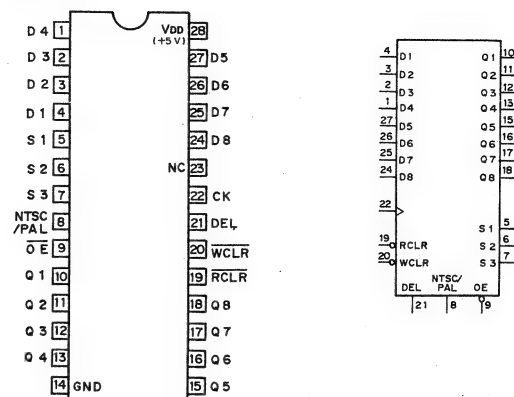 D4 1
D3 2
D2 3
D1 4
S1 5
S2 6
S3 7
NTSC
/PAL 8
OE 9
Q1 10
Q2 11
Q3 12
Q4 13
14 GND
28 VDD
(+5V)
27 D5
26 D6
25 D7
24 D8
NC 23
22 CK
21 DEL
20 WCLR
19 RCLR
18 Q8
17 Q7
16 Q6
15 Q5
4 D1 Q1 10
3 D2 Q2 11
2 D3 Q3 12
1 D4 Q4 13
27 D5 Q5 15
26 D6 Q6 16
25 D7 Q7 17
24 D8 Q8 18
22
S1 5
19 RCLR S2 6
20 WCLR S3 7
DEL NTSC/
PAL OE
21 8 9